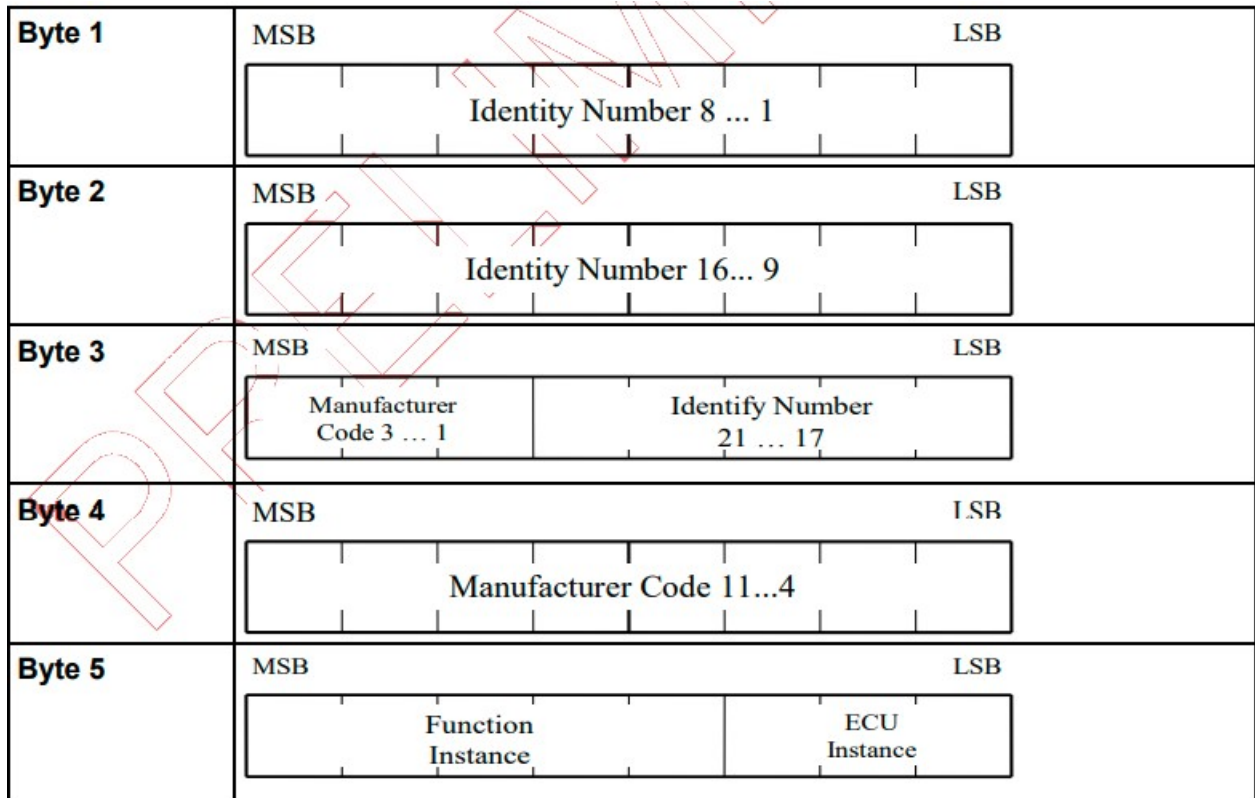 Byte 1
MSB LSB
Identity Number 8 ... 1
Byte 2
MSB LSB
Identity Number 16... 9
Byte 3
MSB LSB
Manufacturer Code 3 … 1
Identify Number 21 … 17
Byte 4
MSB LSB
Manufacturer Code 11...4
Byte 5
MSB LSB
Function Instance
ECU Instance